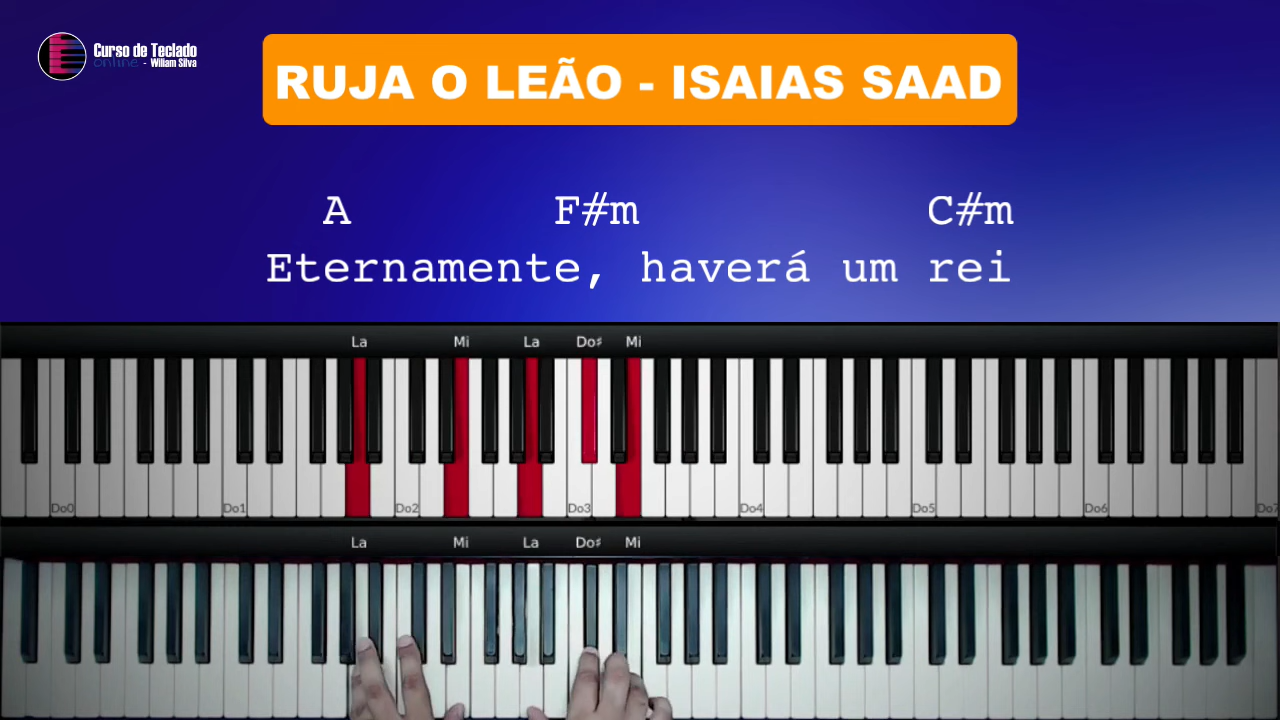 Curso de Teclado
online - Wiliam Silva
RUJA O LEÃO - ISAIAS SAAD
A F#m C#m
Eternamente, haverá um rei
La Mi La Do♯ Mi
Do0 Do1 Do2 Do3 Do4 Do5 Do6 Do7
La Mi La Do♯ Mi